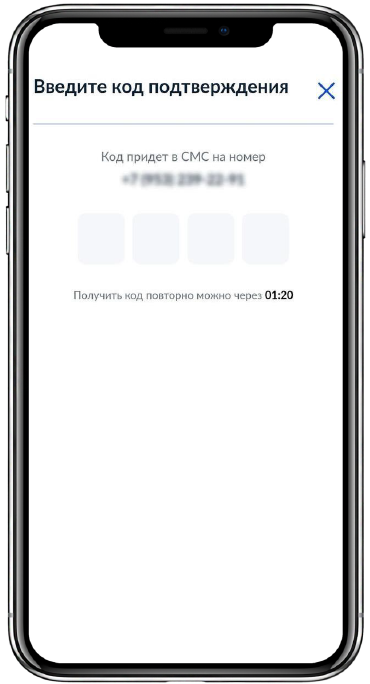 Введите код подтверждения
Код придет в СМС на номер
Получить код повторно можно через 01:20